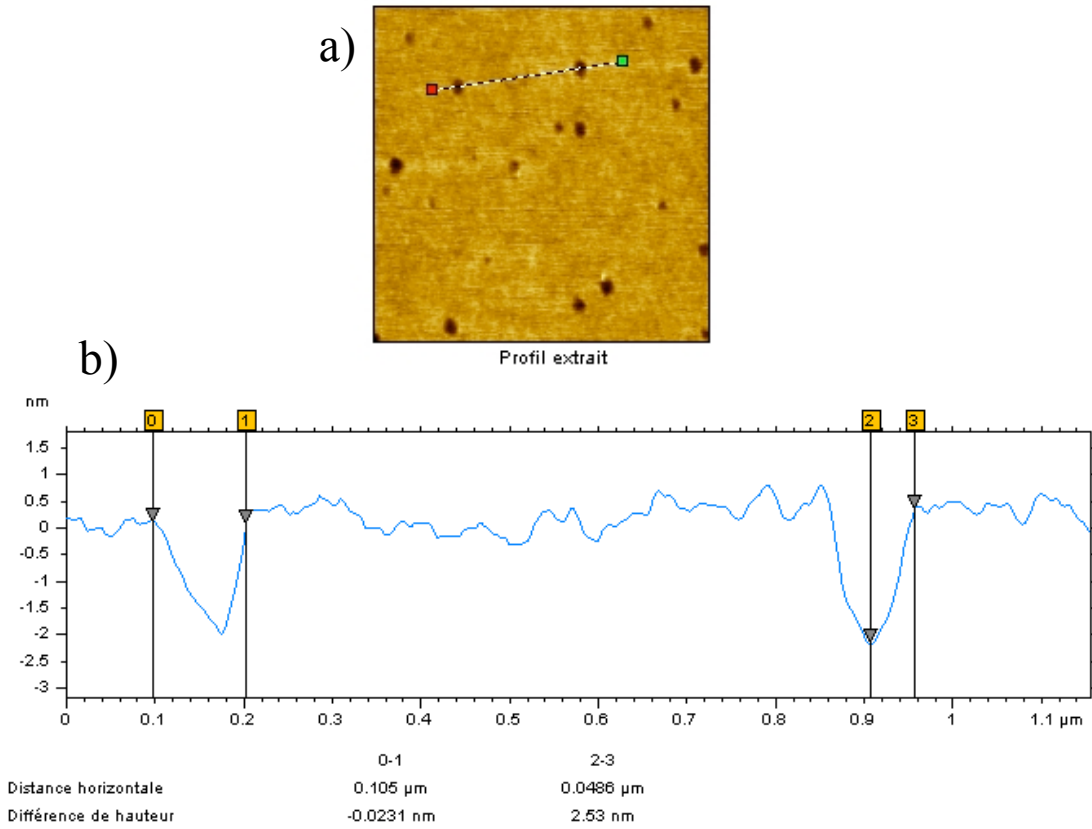 a)
Profil extrait
b)
nm
0 1 2 3
1.5
1
0.5
0
-0.5
-1
-1.5
-2
-2.5
-3
0 0.1 0.2 0.3 0.4 0.5 0.6 0.7 0.8 0.9 1 1.1 µm
0-1 2-3
Distance horizontale 0.105 µm 0.0486 µm
Différence de hauteur -0.0231 nm 2.53 nm